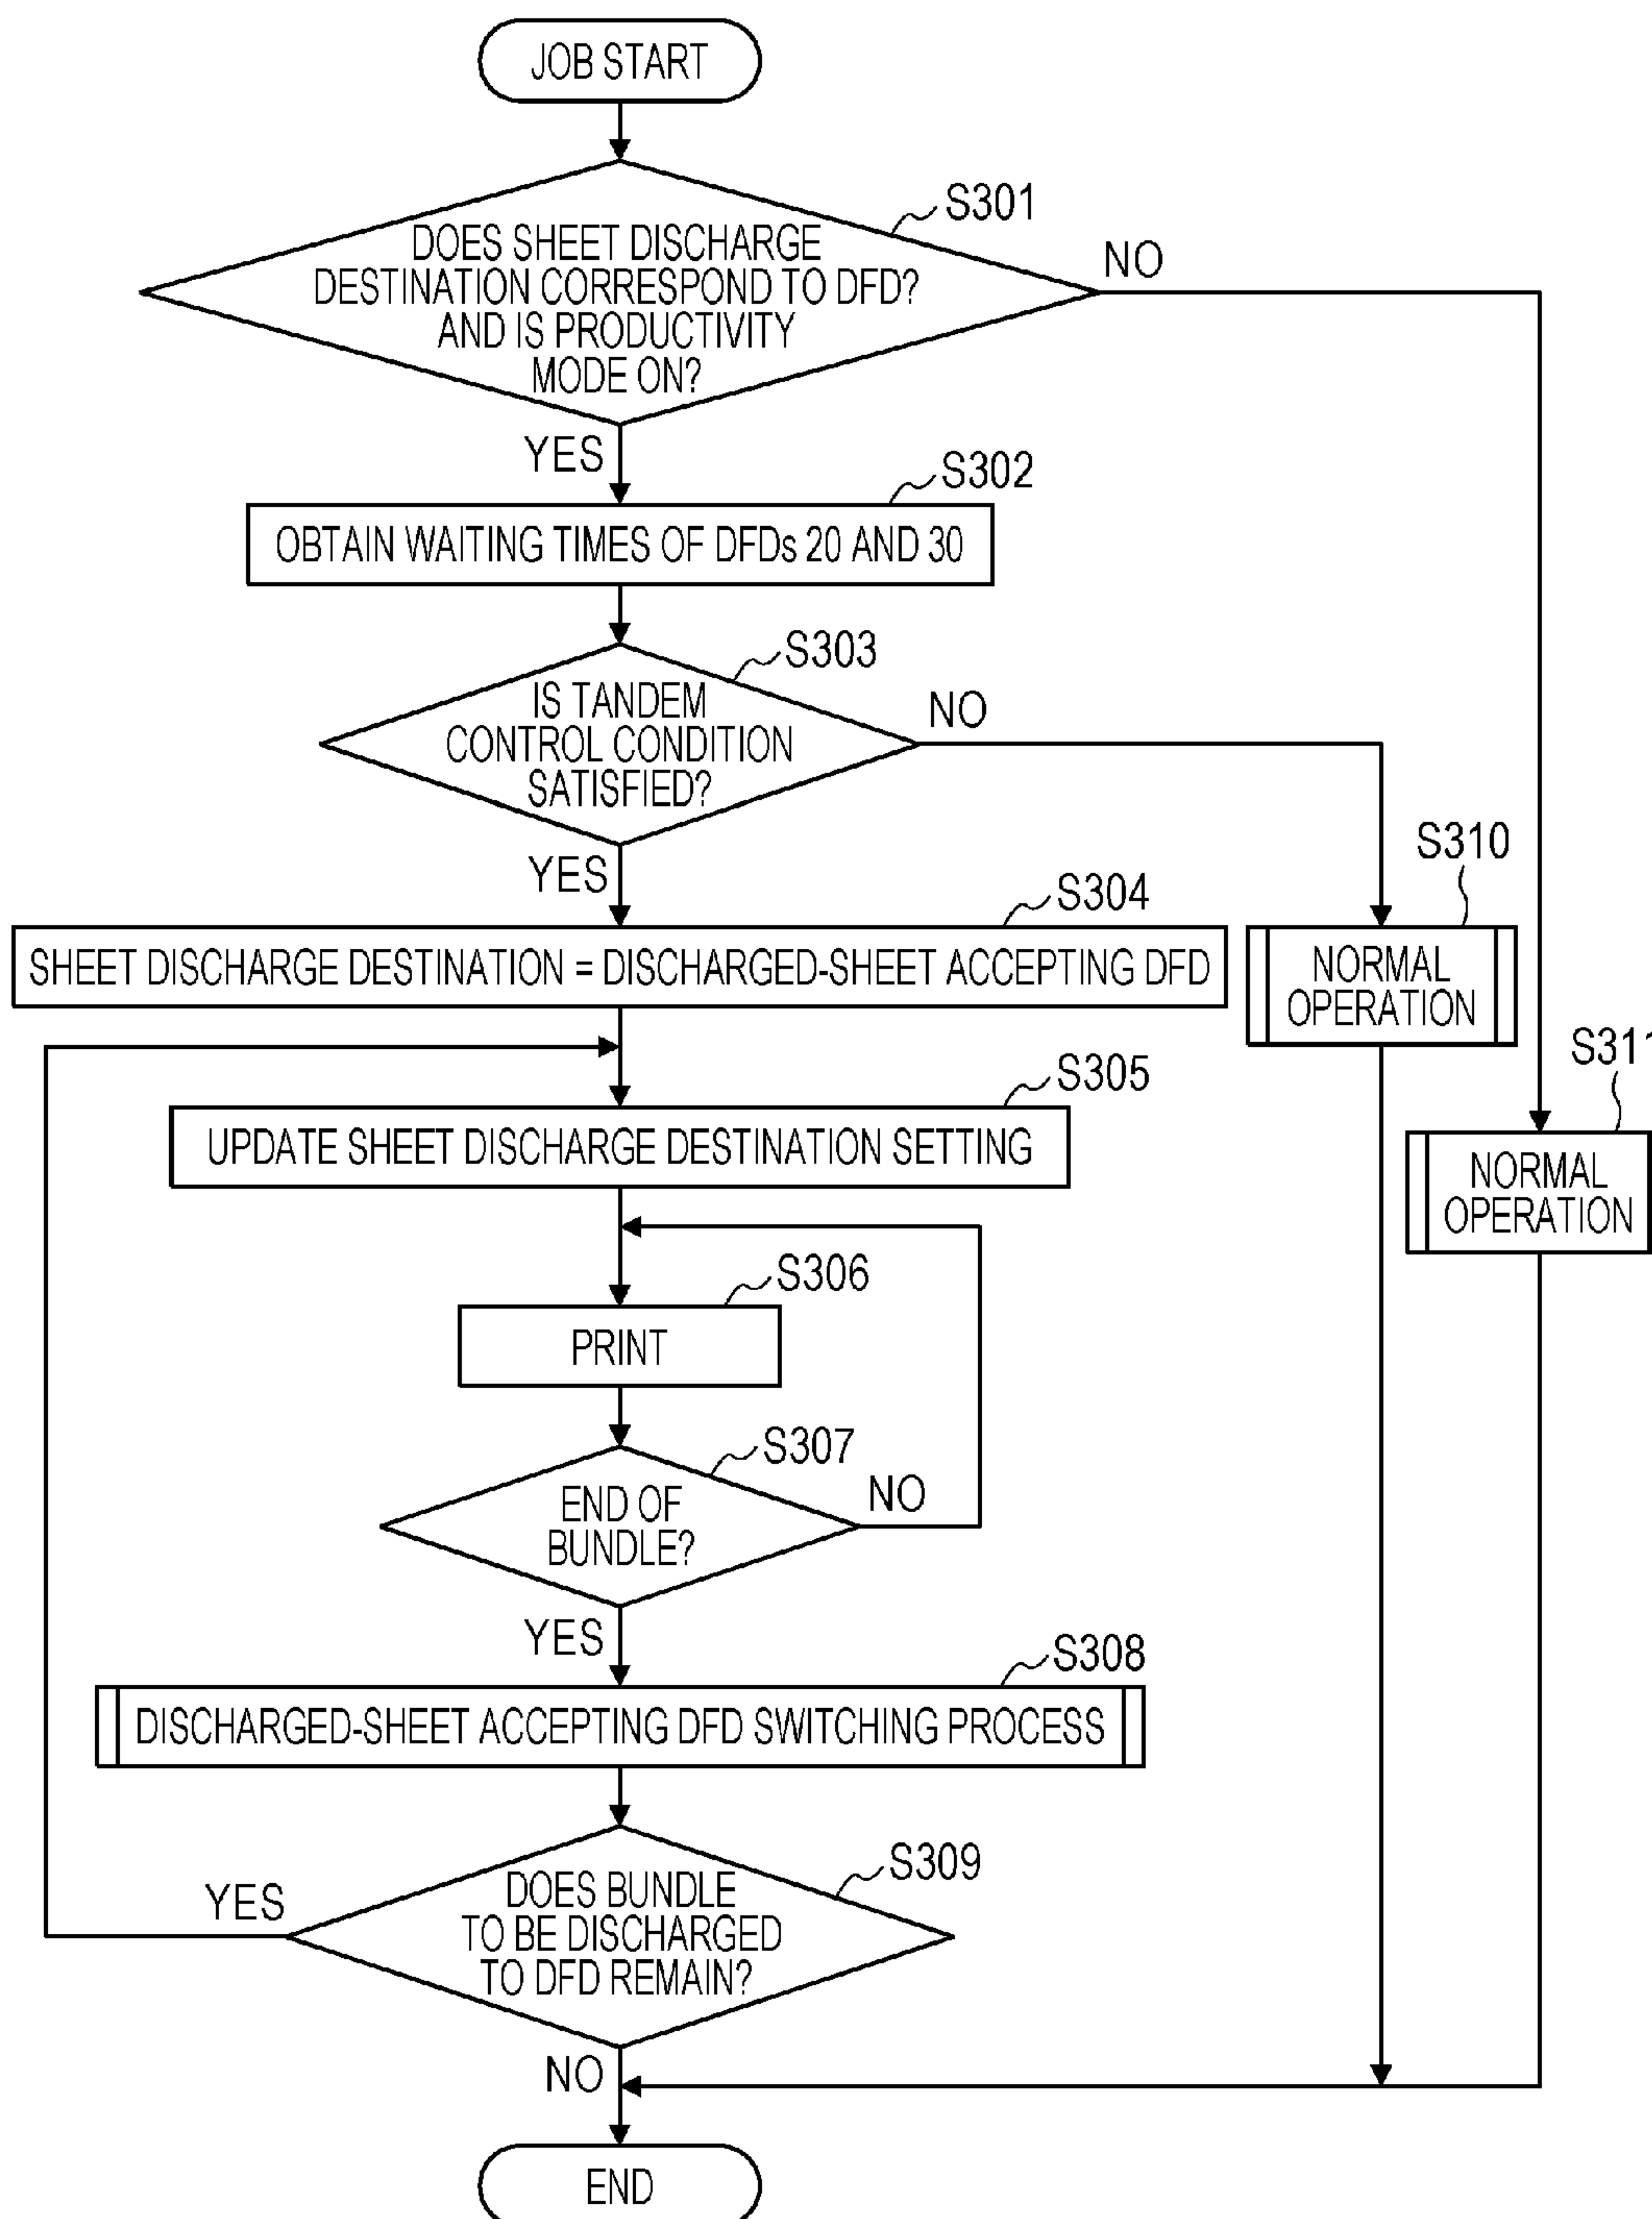 JOB START
S301
DOES SHEET DISCHARGE
DESTINATION CORRESPOND TO DFD?
AND IS PRODUCTIVITY
MODE ON?
NO
YES
S302
OBTAIN WAITING TIMES OF DFDs 20 AND 30
S303
IS TANDEM
CONTROL CONDITION
SATISFIED?
NO
YES
S304
SHEET DISCHARGE DESTINATION = DISCHARGED-SHEET ACCEPTING DFD
S310
NORMAL
OPERATION
S311
NORMAL
OPERATION
S305
UPDATE SHEET DISCHARGE DESTINATION SETTING
S306
PRINT
S307
END OF
BUNDLE?
NO
YES
S308
DISCHARGED-SHEET ACCEPTING DFD SWITCHING PROCESS
S309
DOES BUNDLE
TO BE DISCHARGED
TO DFD REMAIN?
YES
NO
END